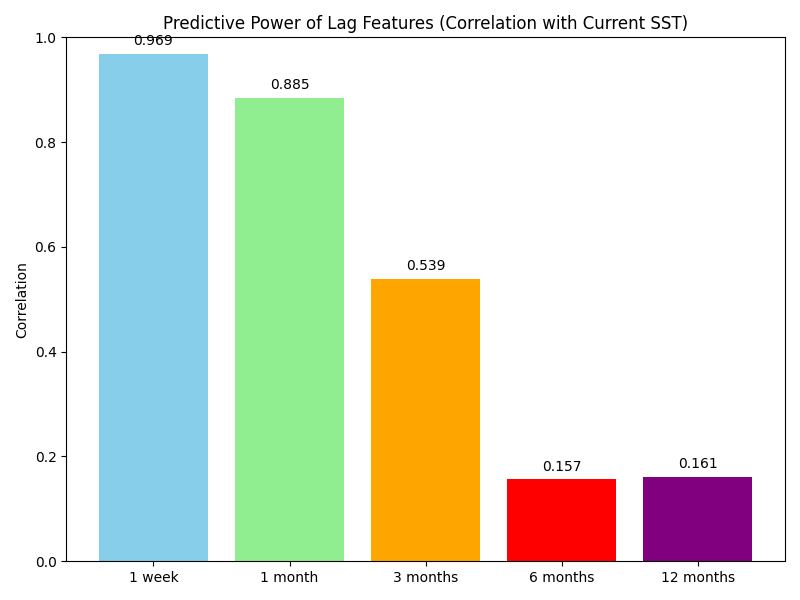 Predictive Power of Lag Features (Correlation with Current SST)
1.0
0.8
0.6
0.4
0.2
0.0
Correlation
0.969
0.885
0.539
0.157
0.161
1 week
1 month
3 months
6 months
12 months